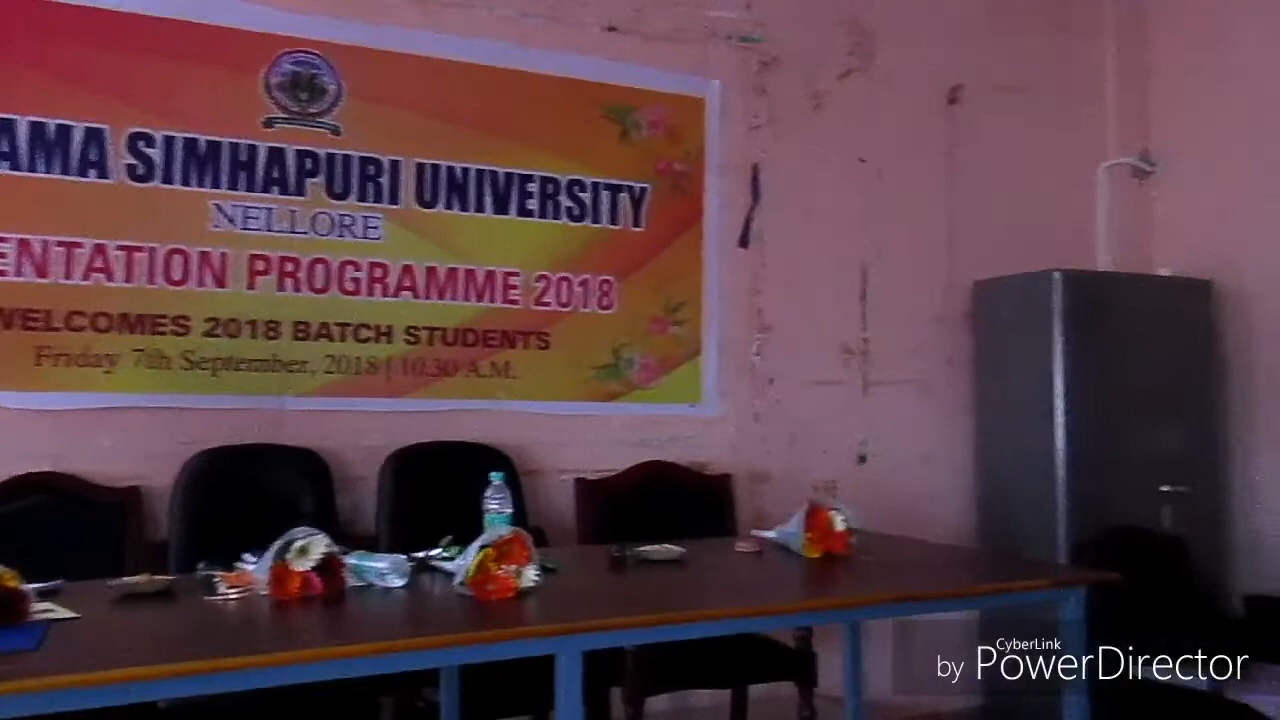 AMA SIMHAPURI UNIVERSITY
NELLORE
ENTATION PROGRAMME 2018
WELCOMES 2018 BATCH STUDENTS
Friday 7th September, 2018 | 10.30 A.M.
CyberLink
by PowerDirector